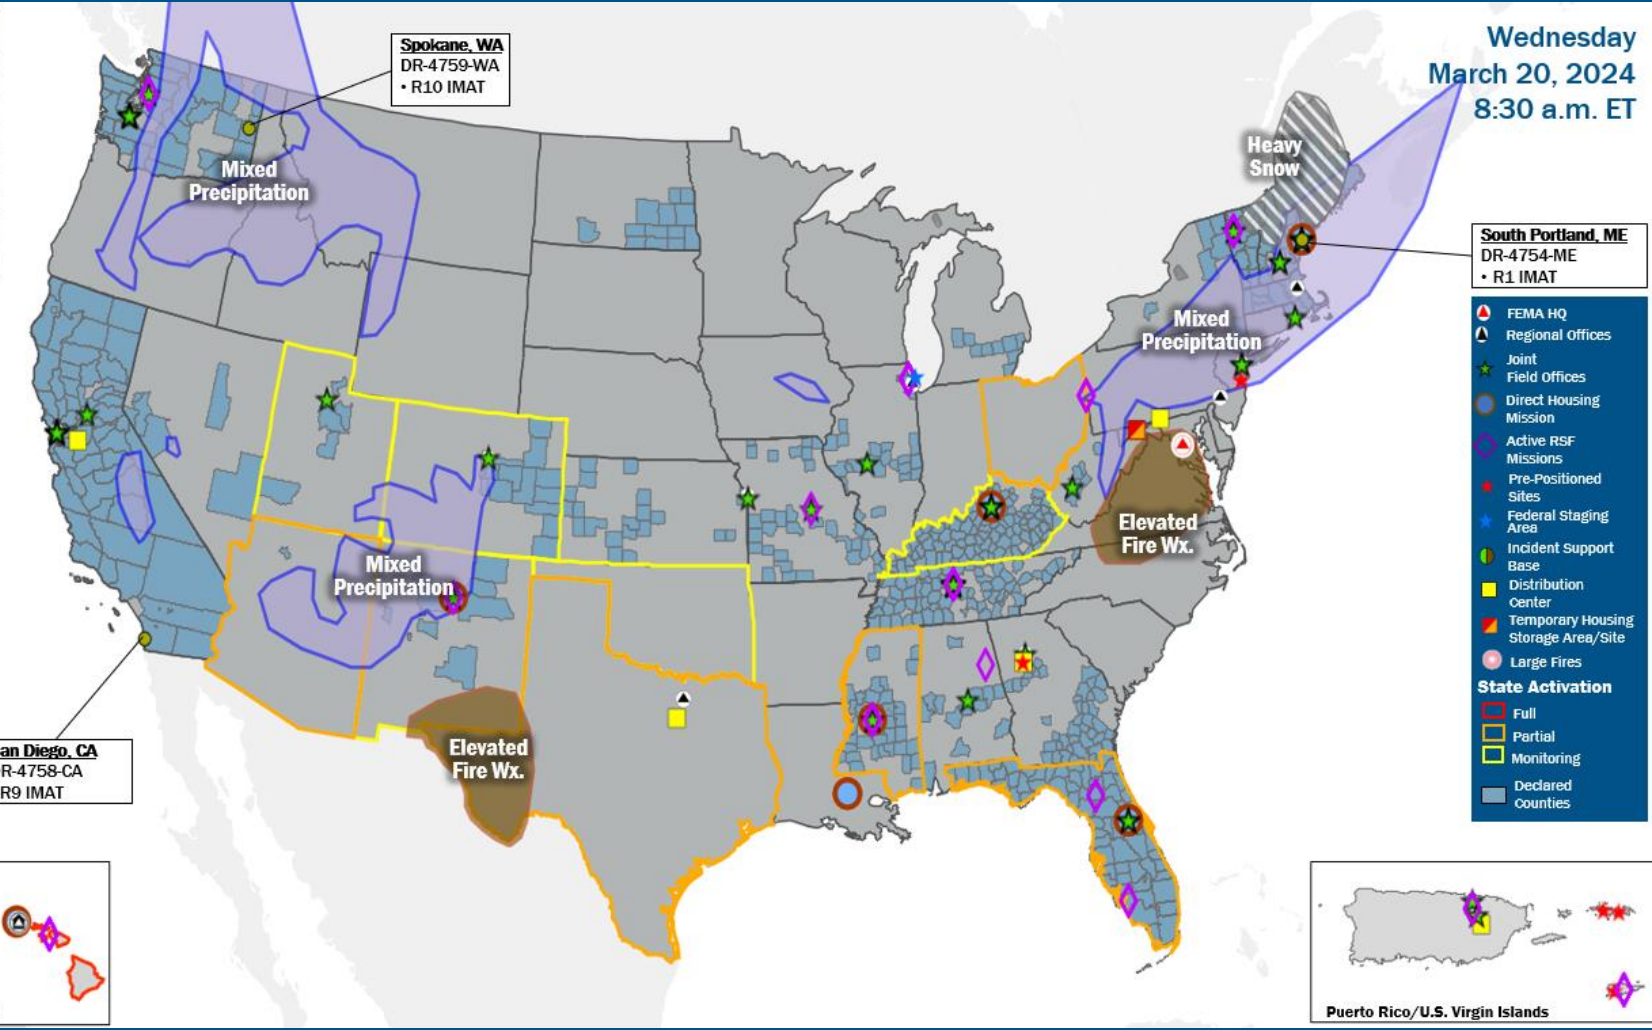 Wednesday
March 20, 2024
8:30 a.m. ET
Spokane, WA
DR-4759-WA
• R10 IMAT
Mixed
Precipitation
Heavy
Snow
South Portland, ME
DR-4754-ME
• R1 IMAT
Mixed
Precipitation
FEMA HQ
Regional Offices
Joint
Field Offices
Direct Housing
Mission
Active RSF
Missions
Pre-Positioned
Sites
Federal Staging
Area
Incident Support
Base
Distribution
Center
Temporary Housing
Storage Area/Site
Large Fires
State Activation
Full
Partial
Monitoring
Declared
Counties
Elevated
Fire Wx.
Mixed
Precipitation
Elevated
Fire Wx.
an Diego, CA
R-4758-CA
R9 IMAT
Puerto Rico/U.S. Virgin Islands